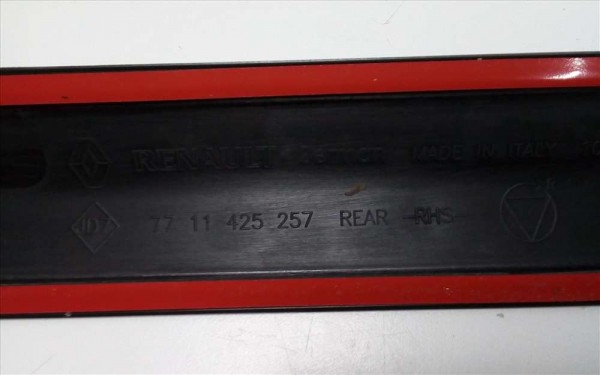 RENAULT MADE IN ITALY
77 11 425 257 REAR RHS